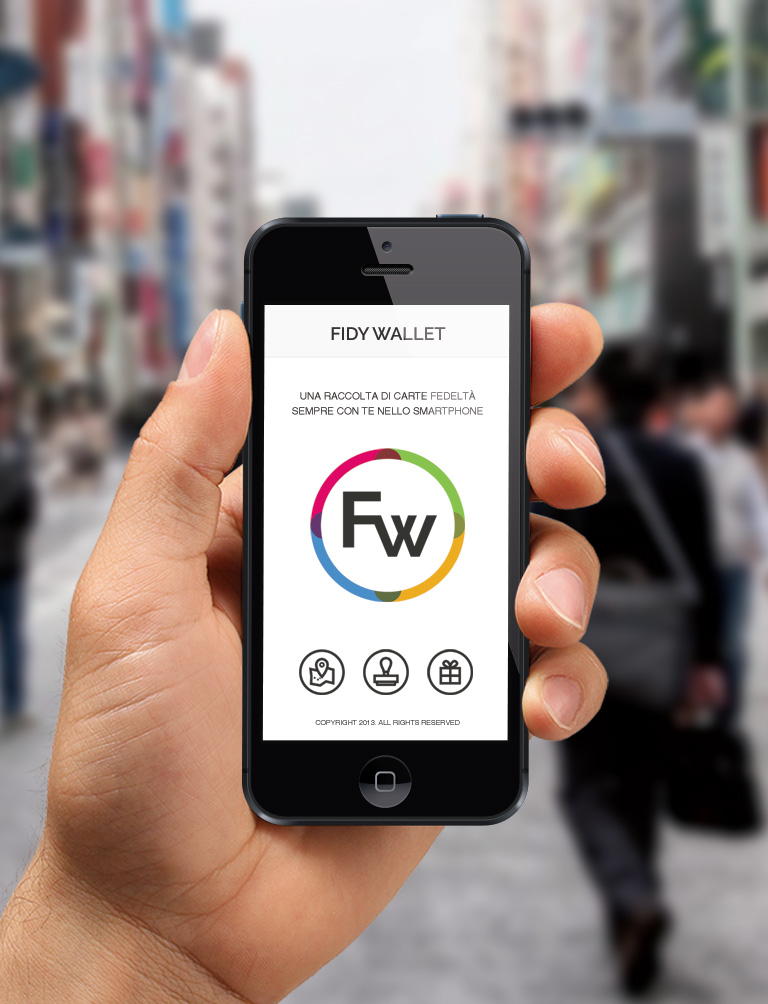 FIDY WALLET
UNA RACCOLTA DI CARTE FEDELTÀ
SEMPRE CON TE NELLO SMARTPHONE
FW
COPYRIGHT 2013. ALL RIGHTS RESERVED